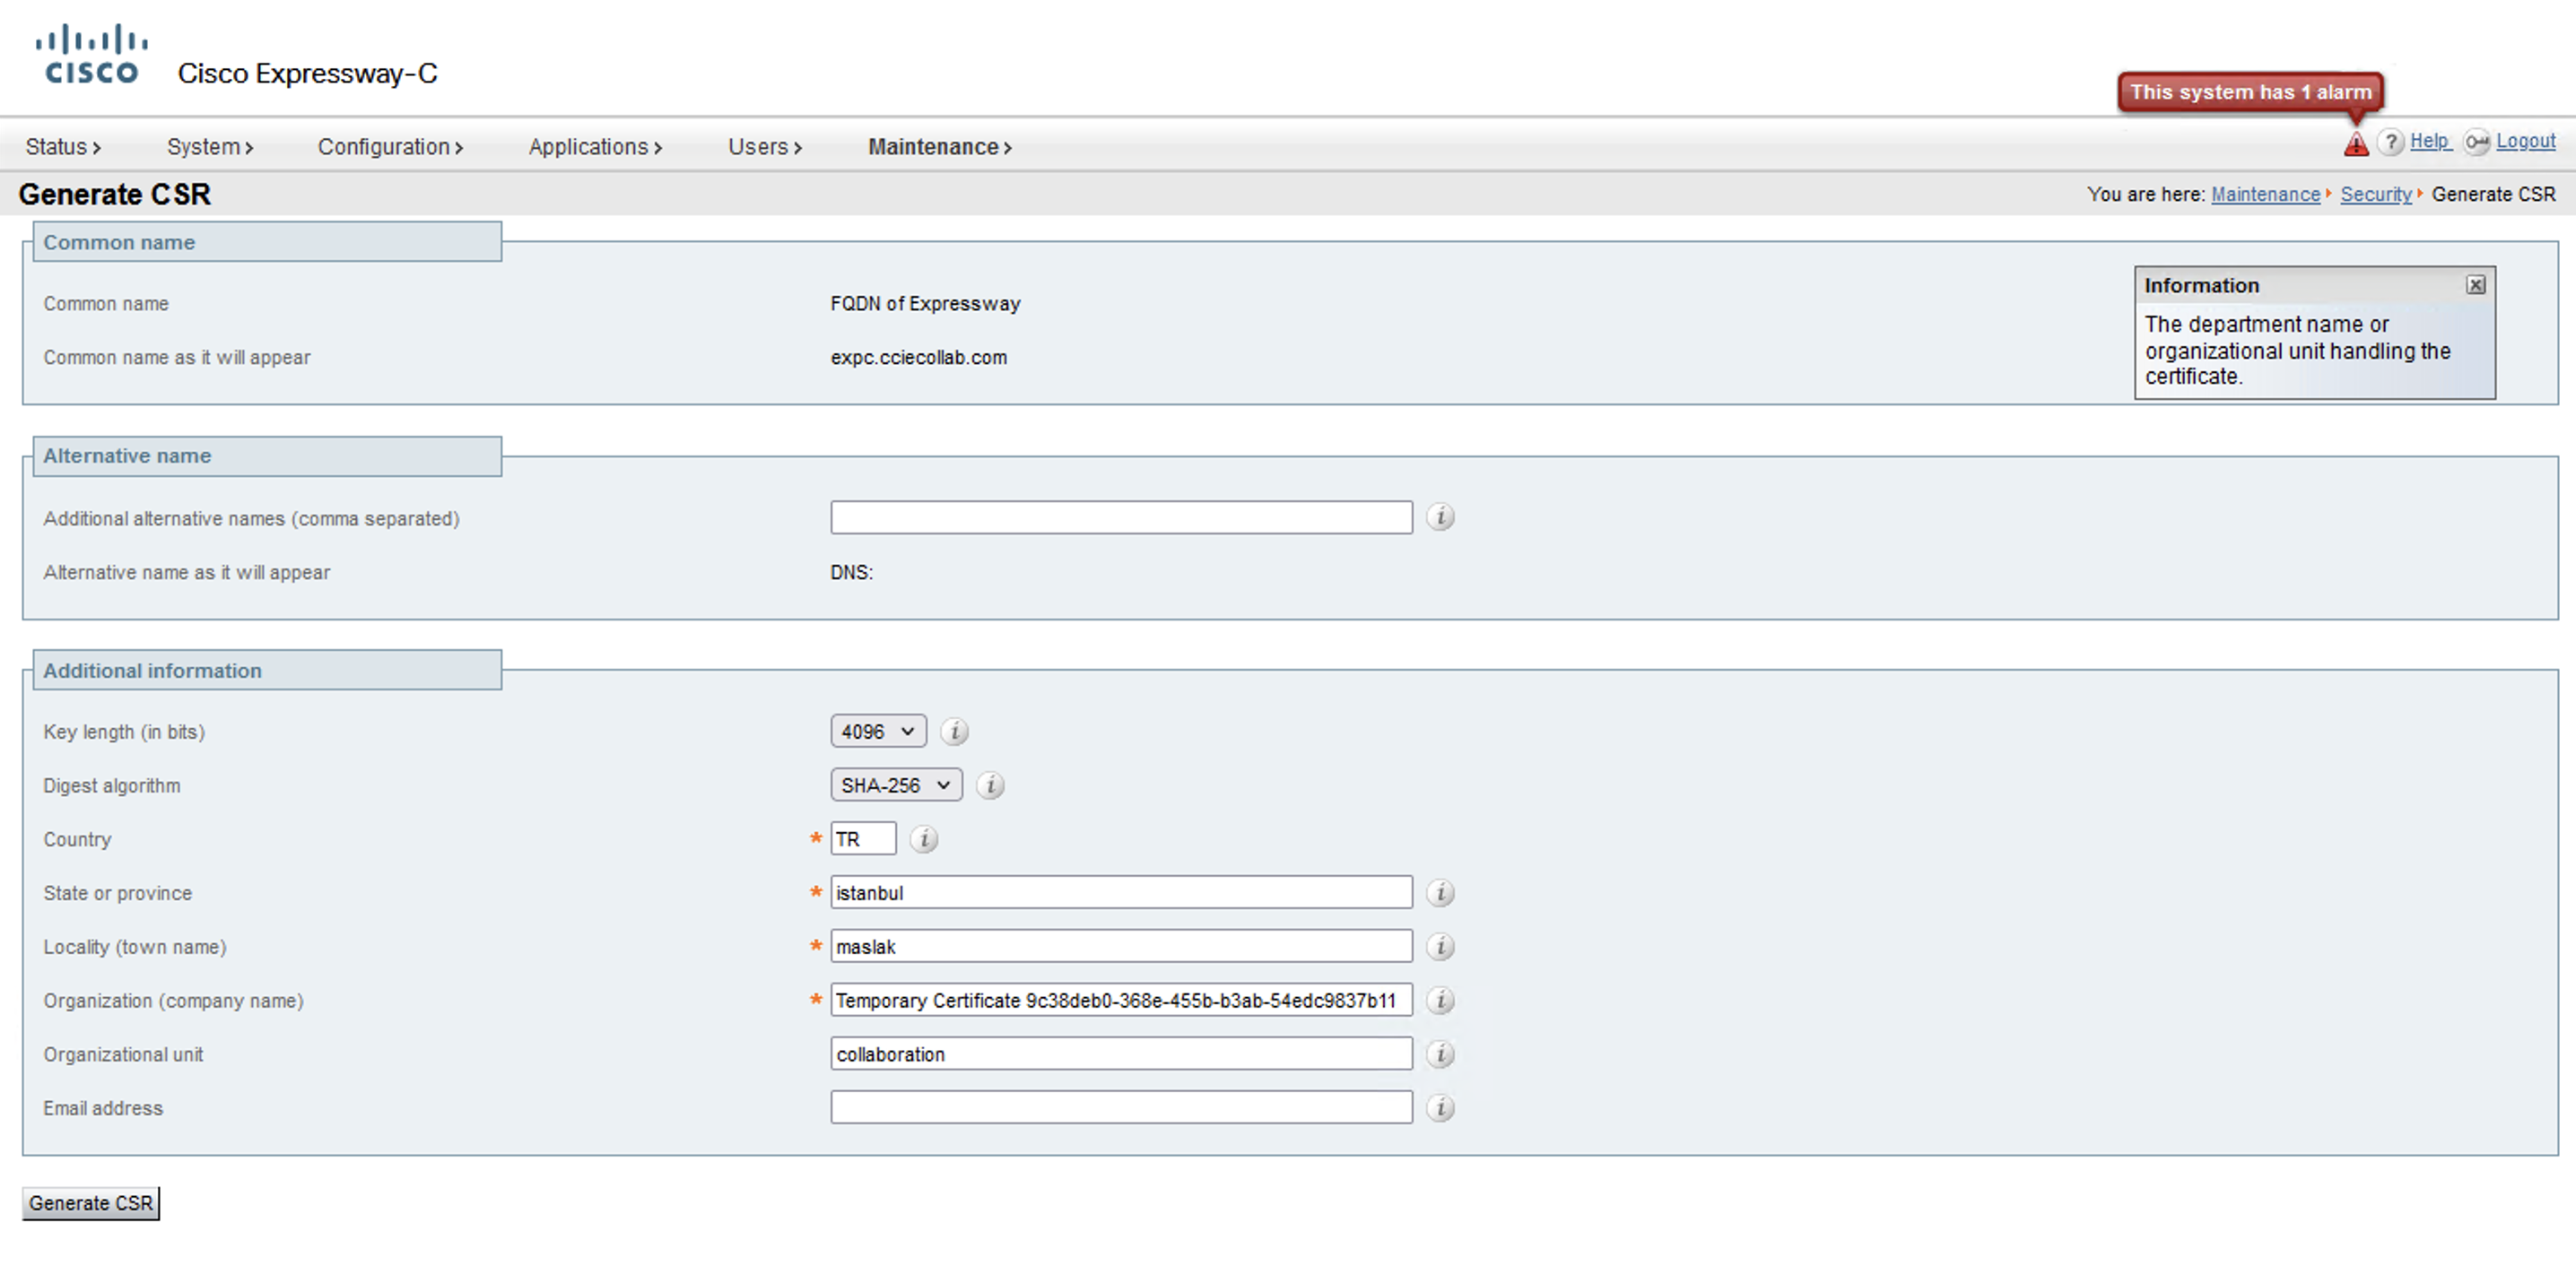 CISCO
Cisco Expressway-C
This system has 1 alarm
Status System Configuration Applications Users Maintenance
? Help Logout
Generate CSR
You are here: Maintenance Security Generate CSR
Common name
Common name FQDN of Expressway
Common name as it will appear expc.cciecollab.com
Information
The department name or
organizational unit handling the
certificate.
Alternative name
Additional alternative names (comma separated) i
Alternative name as it will appear DNS:
Additional information
Key length (in bits) 4096 i
Digest algorithm SHA-256 i
Country * TR i
State or province * istanbul i
Locality (town name) * maslak i
Organization (company name) * Temporary Certificate 9c38deb0-368e-455b-b3ab-54edc9837b11 i
Organizational unit collaboration i
Email address i
Generate CSR